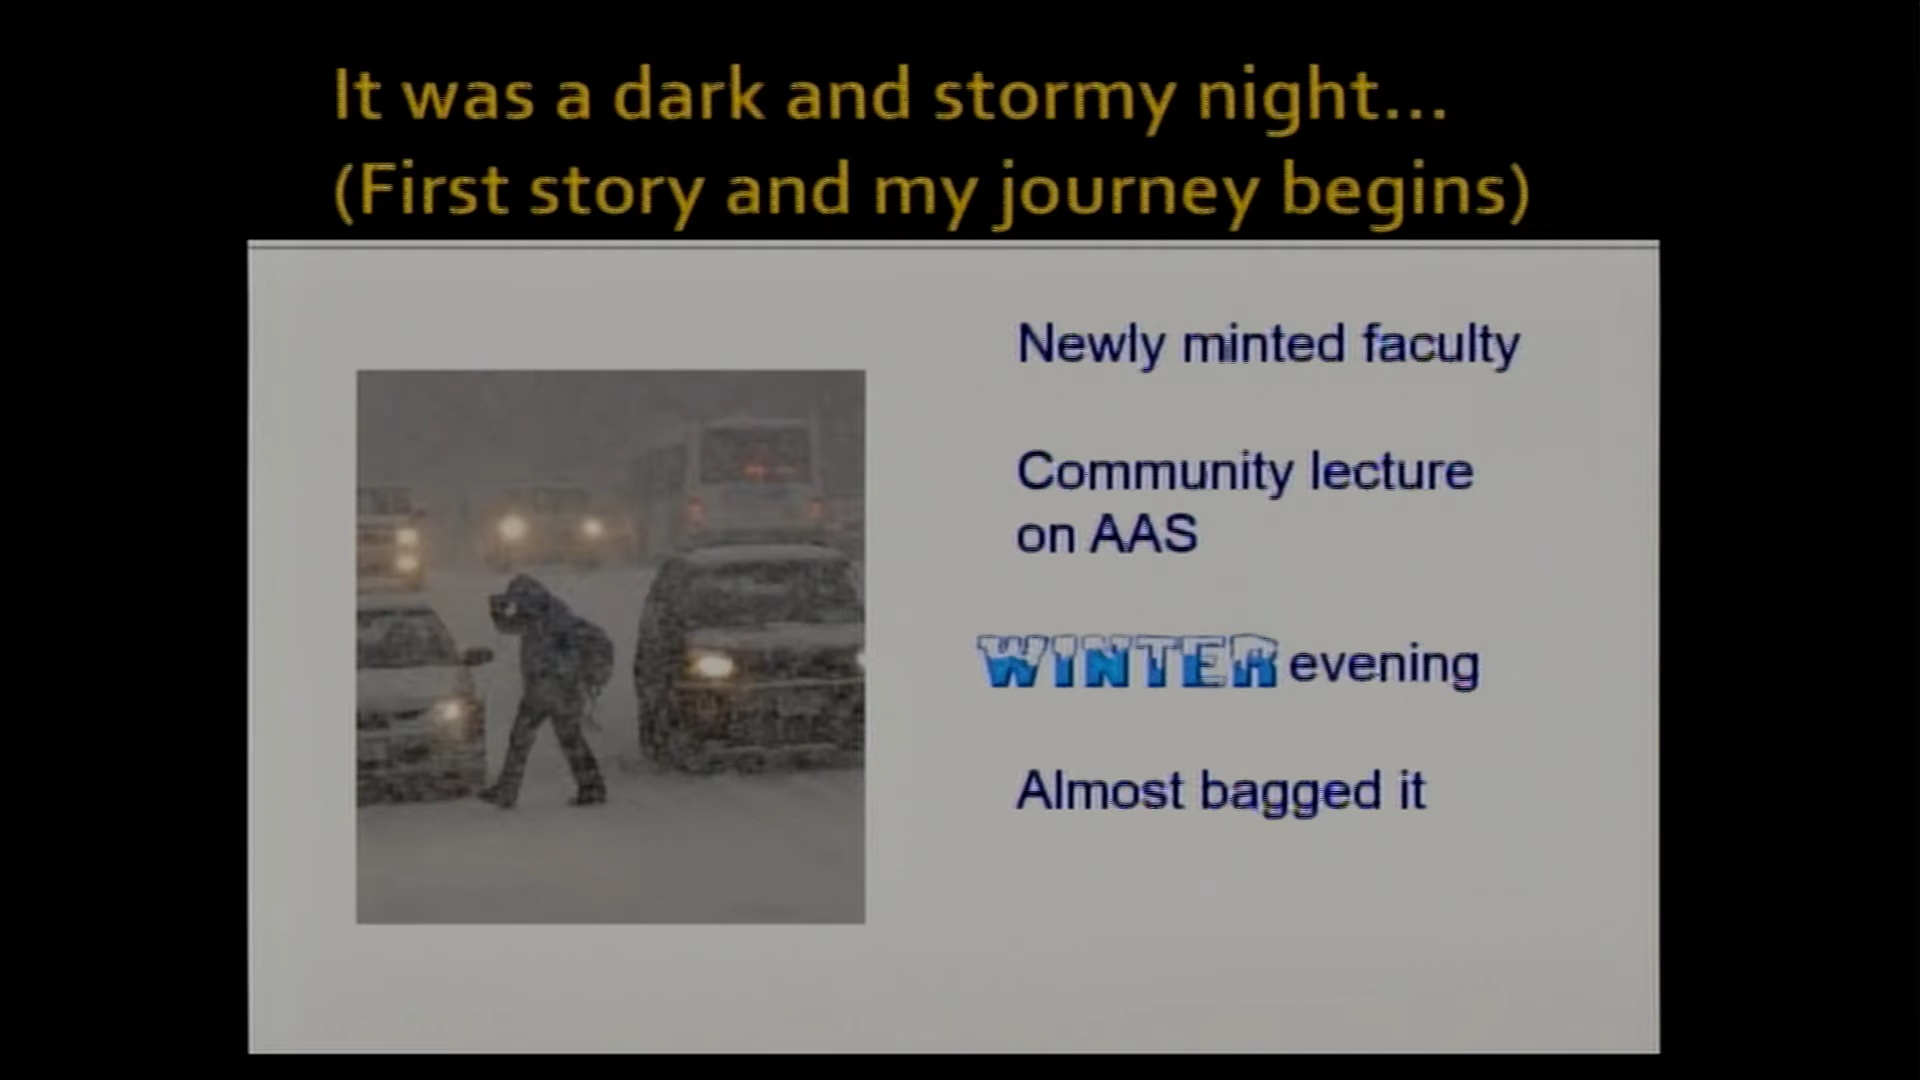 It was a dark and stormy night...
(First story and my journey begins)
Newly minted faculty
Community lecture
on AAS
WINTER evening
Almost bagged it